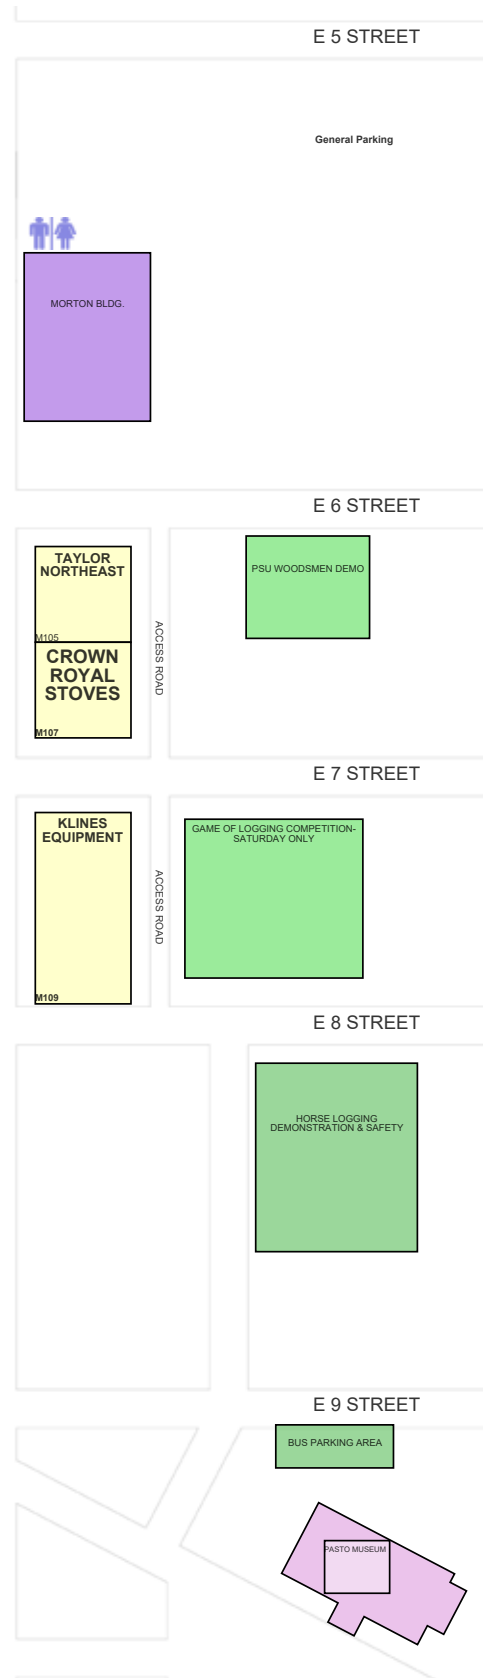 E 5 STREET
General Parking
MORTON BLDG.
E 6 STREET
TAYLOR
NORTHEAST
M105
PSU WOODSMEN DEMO
ACCESS ROAD
CROWN
ROYAL
STOVES
M107
E 7 STREET
KLINES
EQUIPMENT
M109
ACCESS ROAD
GAME OF LOGGING COMPETITION-
SATURDAY ONLY
E 8 STREET
HORSE LOGGING
DEMONSTRATION & SAFETY
E 9 STREET
BUS PARKING AREA
PASTO MUSEUM